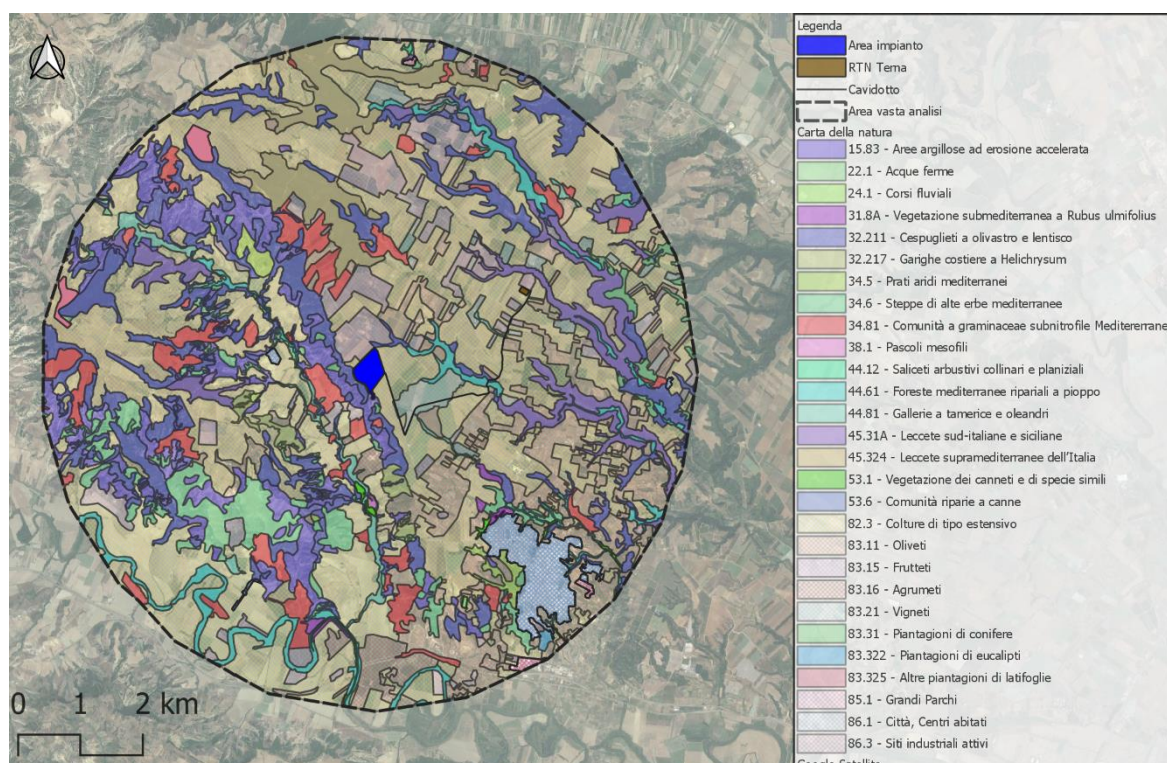 Legenda
Area impianto
RTN Terna
Cavidotto
Area vasta analisi
Carta della natura
15.83 - Aree argillose ad erosione accelerata
22.1 - Acque ferme
24.1 - Corsi fluviali
31.8A - Vegetazione submediterranea a Rubus ulmifolius
32.211 - Cespuglieti a olivastro e lentisco
32.217 - Garighe costiere a Helichrysum
34.5 - Prati aridi mediterranei
34.6 - Steppe di alte erbe mediterranee
34.81 - Comunità a graminaceae subnitrofile Mediterrane
38.1 - Pascoli mesofili
44.12 - Saliceti arbustivi collinari e planiziali
44.61 - Foreste mediterranee ripariali a pioppo
44.81 - Gallerie a tamerice e oleandri
45.31A - Leccete sud-italiane e siciliane
45.324 - Leccete supramediterranee dell'Italia
53.1 - Vegetazione dei canneti e di specie simili
53.6 - Comunità riparie a canne
82.3 - Colture di tipo estensivo
83.11 - Oliveti
83.15 - Frutteti
83.16 - Agrumeti
83.21 - Vigneti
83.31 - Piantagioni di conifere
83.322 - Piantagioni di eucalipti
83.325 - Altre piantagioni di latifoglie
85.1 - Grandi Parchi
86.1 - Città, Centri abitati
86.3 - Siti industriali attivi
Google Satellite
0 1 2 km